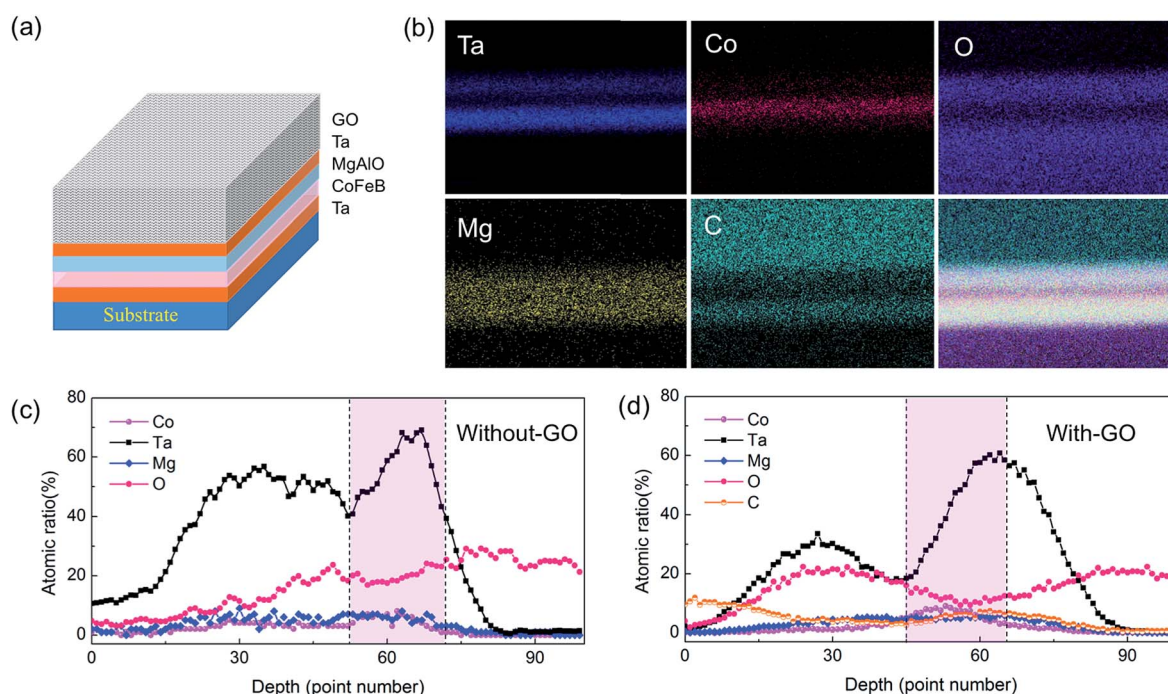 (a)
GO
Ta
MgAlO
CoFeB
Ta
Substrate
(b)
Ta
Co
O
Mg
C
(c)
80
60
40
20
0
Atomic ratio(%)
Co
Ta
Mg
O
Without-GO
0
30
60
90
Depth (point number)
(d)
80
60
40
20
0
Atomic ratio(%)
Co
Ta
Mg
O
C
With-GO
0
30
60
90
Depth (point number)